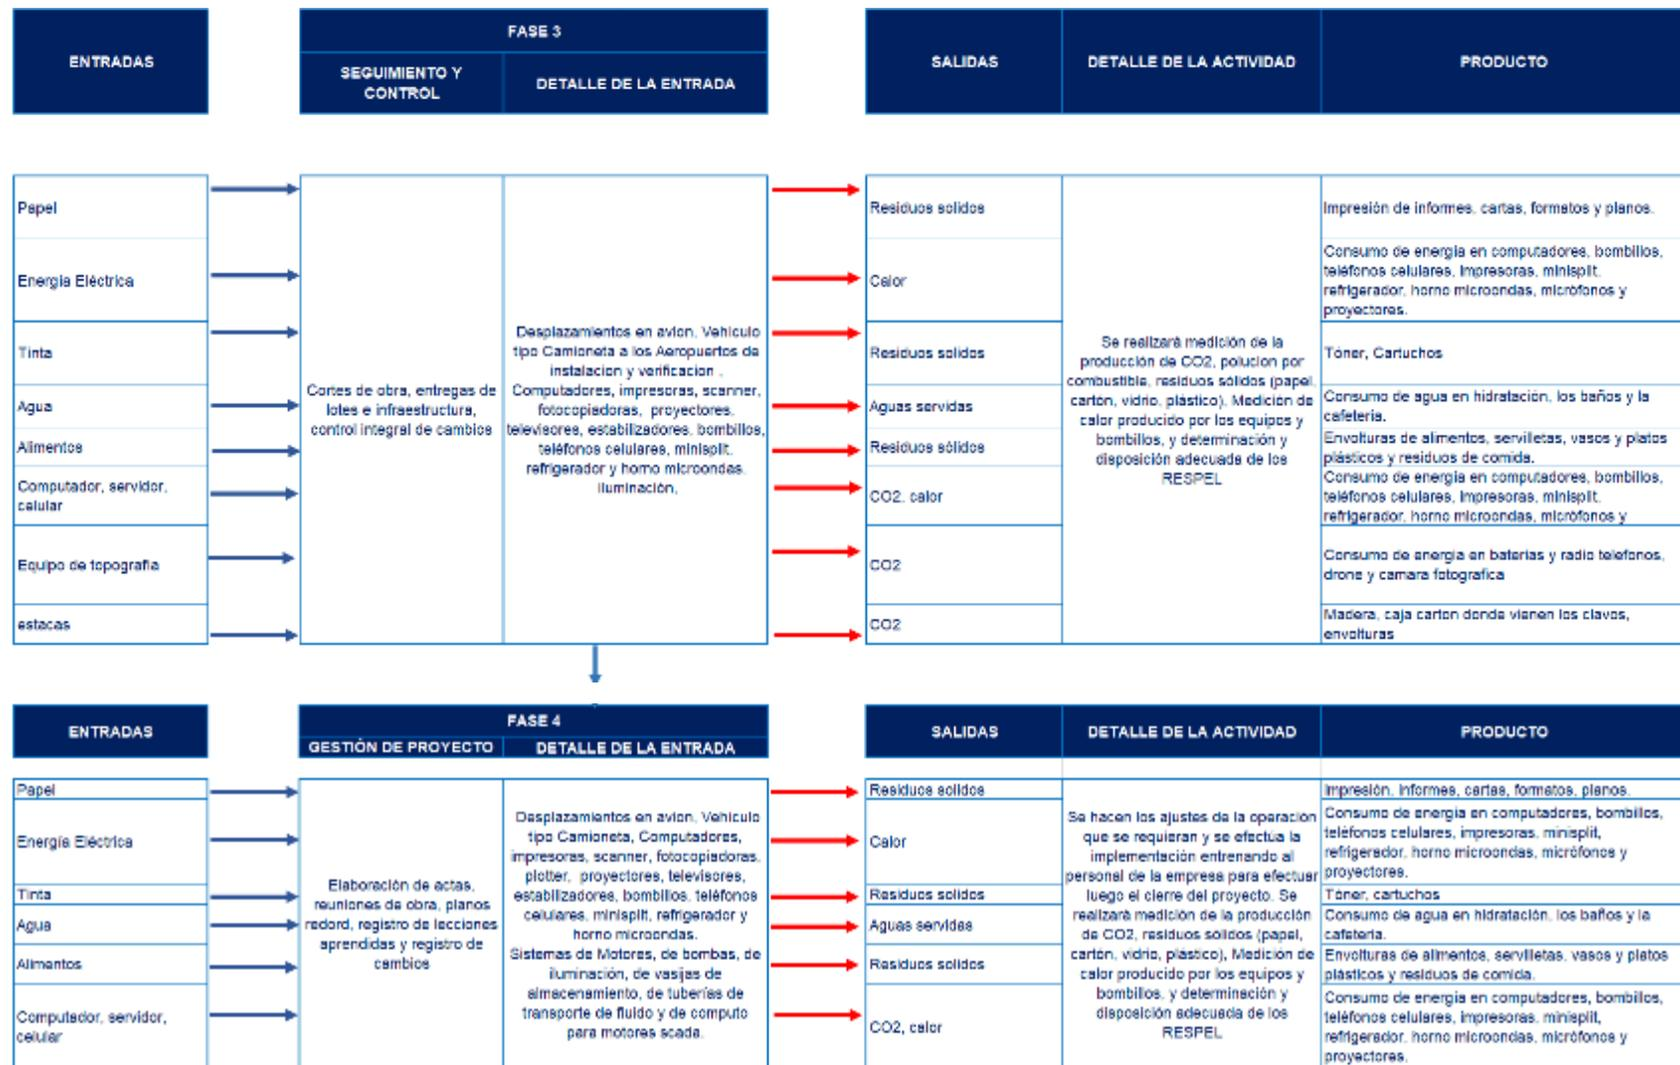 ENTRADAS
FASE 3
SEGUIMIENTO Y
CONTROL
DETALLE DE LA ENTRADA
SALIDAS
DETALLE DE LA ACTIVIDAD
PRODUCTO
Papel
Energía Eléctrica
Tinta
Agua
Alimentos
Computador, servidor,
celular
Equipo de topografía
estacas
Cortes de obra, entregas de
lotes e infraestructura,
control integral de cambios
Desplazamientos en avion, Vehículo
tipo Camioneta a los Aeropuertos de
instalacion y verificacion .
Computadores, impresoras, scanner,
fotocopiadoras, proyectores,
televisores, estabilizadores, bombillos,
teléfonos celulares, minisplit,
refrigerador y horno microondas.
iluminación,
Residuos solidos
Calor
Residuos solidos
Aguas servidas
Residuos sólidos
CO2, calor
CO2
CO2
Se realizará medición de la
producción de CO2, polucion por
combustible, residuos sólidos (papel,
cartón, vidrio, plástico). Medición de
calor producido por los equipos y
bombillos, y determinación y
disposición adecuada de los
RESPEL
Impresión de informes, cartas, formatos y planos.
Consumo de energía en computadores, bombillos,
teléfonos celulares, impresoras, minisplit,
refrigerador, horno microondas, micrófonos y
proyectores.
Tóner, Cartuchos
Consumo de agua en hidratación, los baños y la
cafetería.
Envolturas de alimentos, servilletas, vasos y platos
plásticos y residuos de comida.
Consumo de energía en computadores, bombillos,
teléfonos celulares, impresoras, minisplit,
refrigerador, horno microondas, micrófonos y
Consumo de energia en baterias y radio telefonos,
drone y camara fotografica
Madera, caja carton donde vienen los clavos,
envolturas
ENTRADAS
FASE 4
GESTIÓN DE PROYECTO
DETALLE DE LA ENTRADA
SALIDAS
DETALLE DE LA ACTIVIDAD
PRODUCTO
Papel
Energía Eléctrica
Tinta
Agua
Alimentos
Computador, servidor,
celular
Elaboración de actas,
reuniones de obra, planos
redord, registro de lecciones
aprendidas y registro de
cambios
Desplazamientos en avion, Vehículo
tipo Camioneta, Computadores,
impresoras, scanner, fotocopiadoras,
plotter, proyectores, televisores,
estabilizadores, bombillos, teléfonos
celulares, minisplit, refrigerador y
horno microondas.
Sistemas de Motores, de bombas, de
iluminación, de vasijas de
almacenamiento, de tuberías de
transporte de fluido y de computo
para motores scada.
Residuos solidos
Calor
Residuos solidos
Aguas servidas
Residuos solidos
CO2, calor
Se hacen los ajustes de la operación
que se requieran y se efectúa la
implementación entrenando al
personal de la empresa para efectuar
luego el cierre del proyecto. Se
realizará medición de la producción
de CO2, residuos sólidos (papel,
cartón, vidrio, plástico), Medición de
calor producido por los equipos y
bombillos, y determinación y
disposición adecuada de los
RESPEL
Impresión, informes, cartas, formatos, planos.
Consumo de energía en computadores, bombillos,
teléfonos celulares, impresoras, minisplit,
refrigerador, horno microondas, micrófonos y
proyectores.
Tóner, cartuchos
Consumo de agua en hidratación, los baños y la
cafetería.
Envolturas de alimentos, servilletas, vasos y platos
plásticos y residuos de comida.
Consumo de energía en computadores, bombillos,
teléfonos celulares, impresoras, minisplit,
refrigerador, horno microondas, micrófonos y
proyectores.